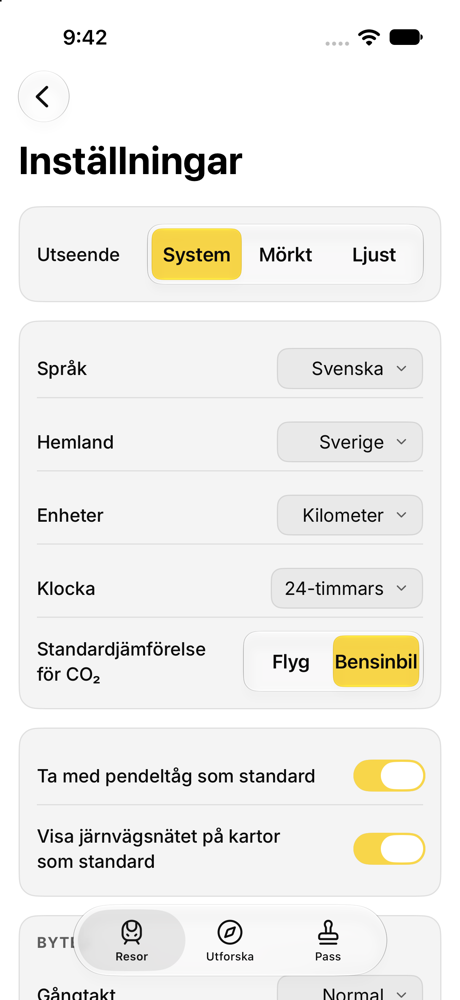 9:42
Inställningar
Utseende System Mörkt Ljust
Språk Svenska
Hemland Sverige
Enheter Kilometer
Klocka 24-timmars
Standardjämförelse
för CO₂
Flyg Bensinbil
Ta med pendeltåg som standard
Visa järnvägsnätet på kartor
som standard
Resor Utforska Pass
Gångtakt Normal